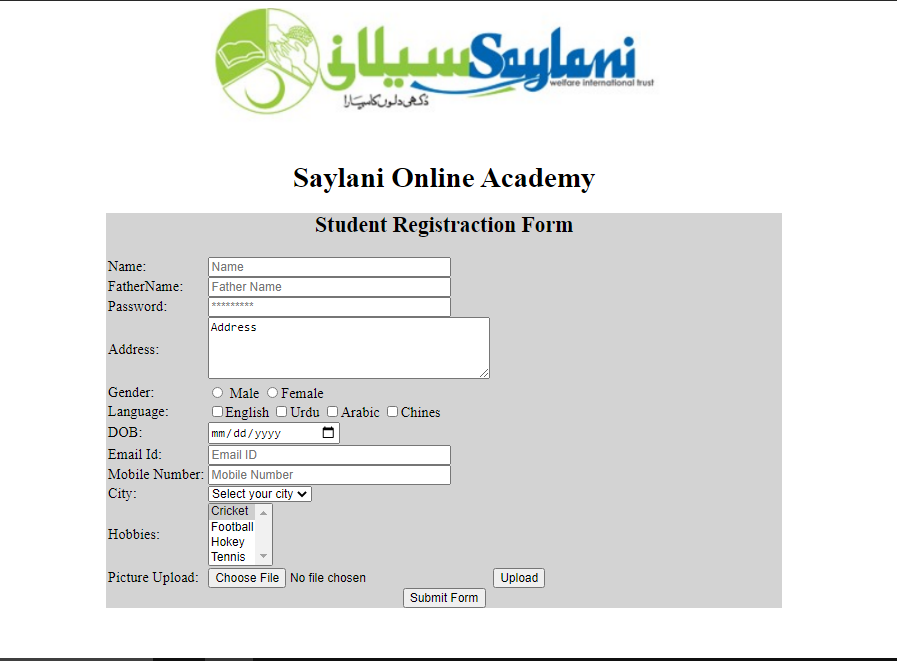 سیلانی Saylani
welfare international trust
دُکھی دلوں کا سہارا
Saylani Online Academy
Student Registraction Form
Name: Name
FatherName: Father Name
Password: *********
Address: Address
Gender: Male Female
Language: English Urdu Arabic Chines
DOB: mm/dd/yyyy
Email Id: Email ID
Mobile Number: Mobile Number
City: Select your city
Hobbies: Cricket
Football
Hokey
Tennis
Picture Upload: Choose File No file chosen Upload
Submit Form